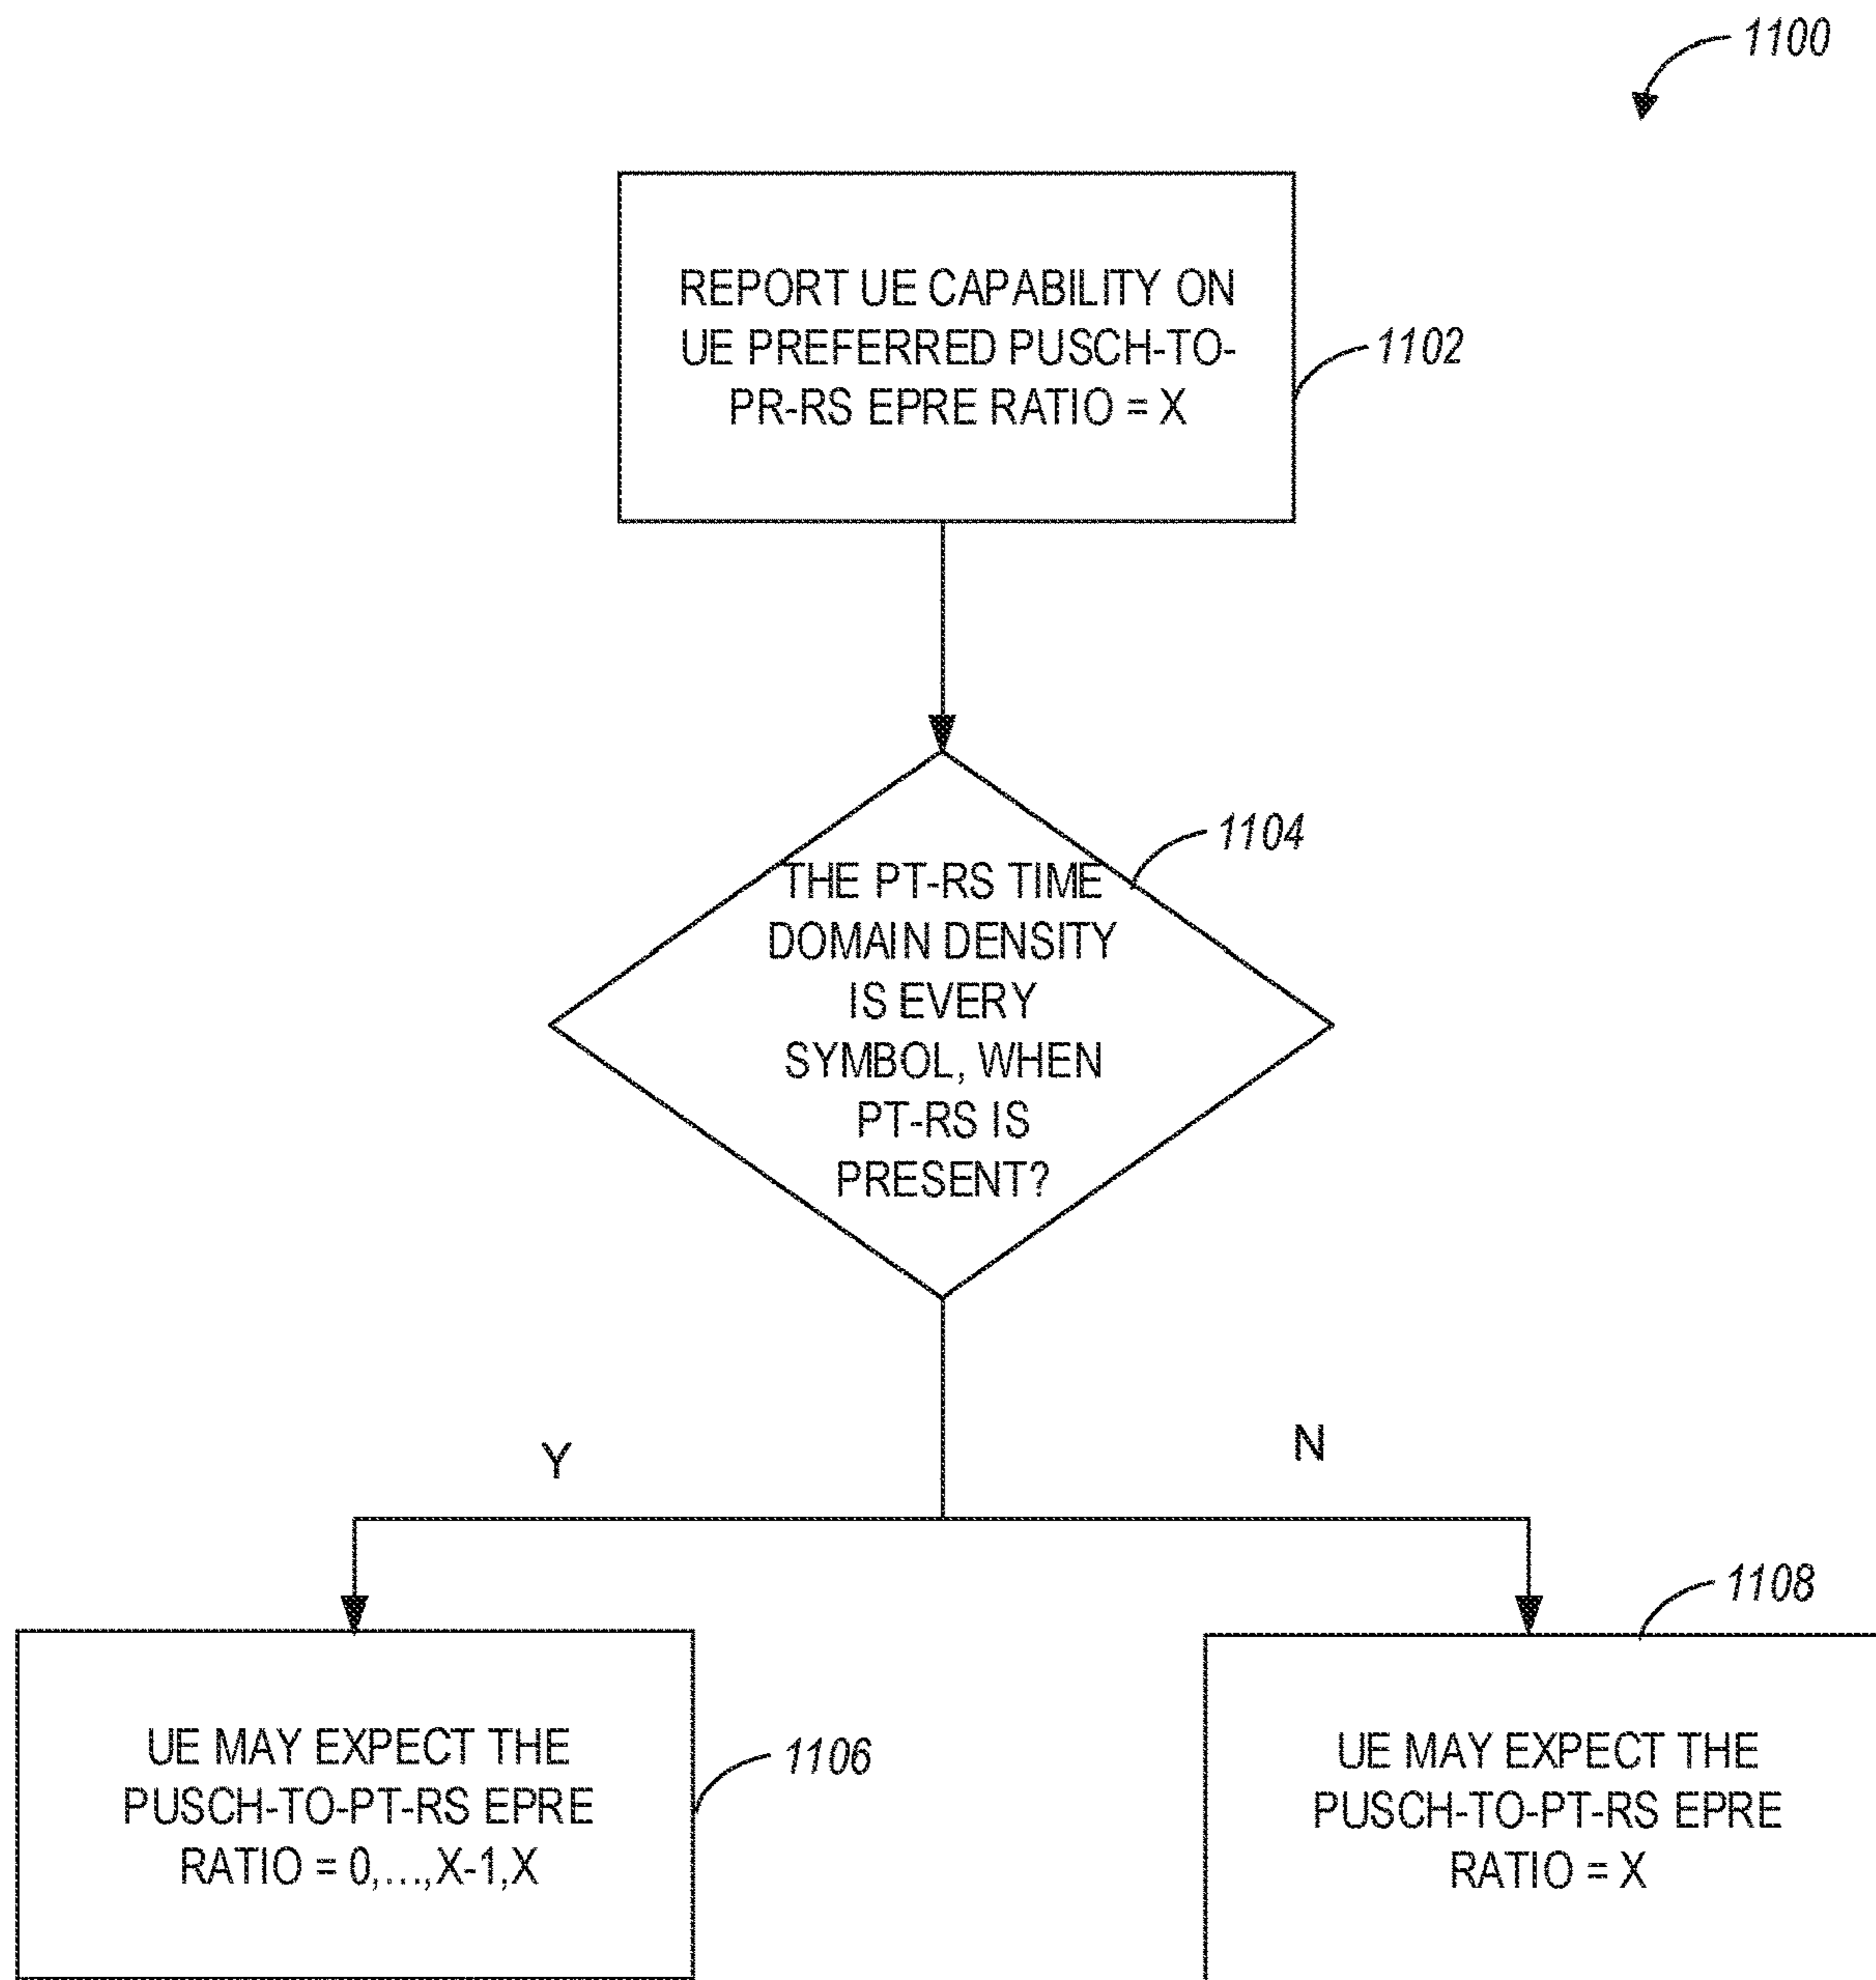 1100
REPORT UE CAPABILITY ON
UE PREFERRED PUSCH-TO-
PR-RS EPRE RATIO = X
1102
1104
THE PT-RS TIME
DOMAIN DENSITY
IS EVERY
SYMBOL, WHEN
PT-RS IS
PRESENT?
Y
N
UE MAY EXPECT THE
PUSCH-TO-PT-RS EPRE
RATIO = 0,...,X-1,X
1106
1108
UE MAY EXPECT THE
PUSCH-TO-PT-RS EPRE
RATIO = X